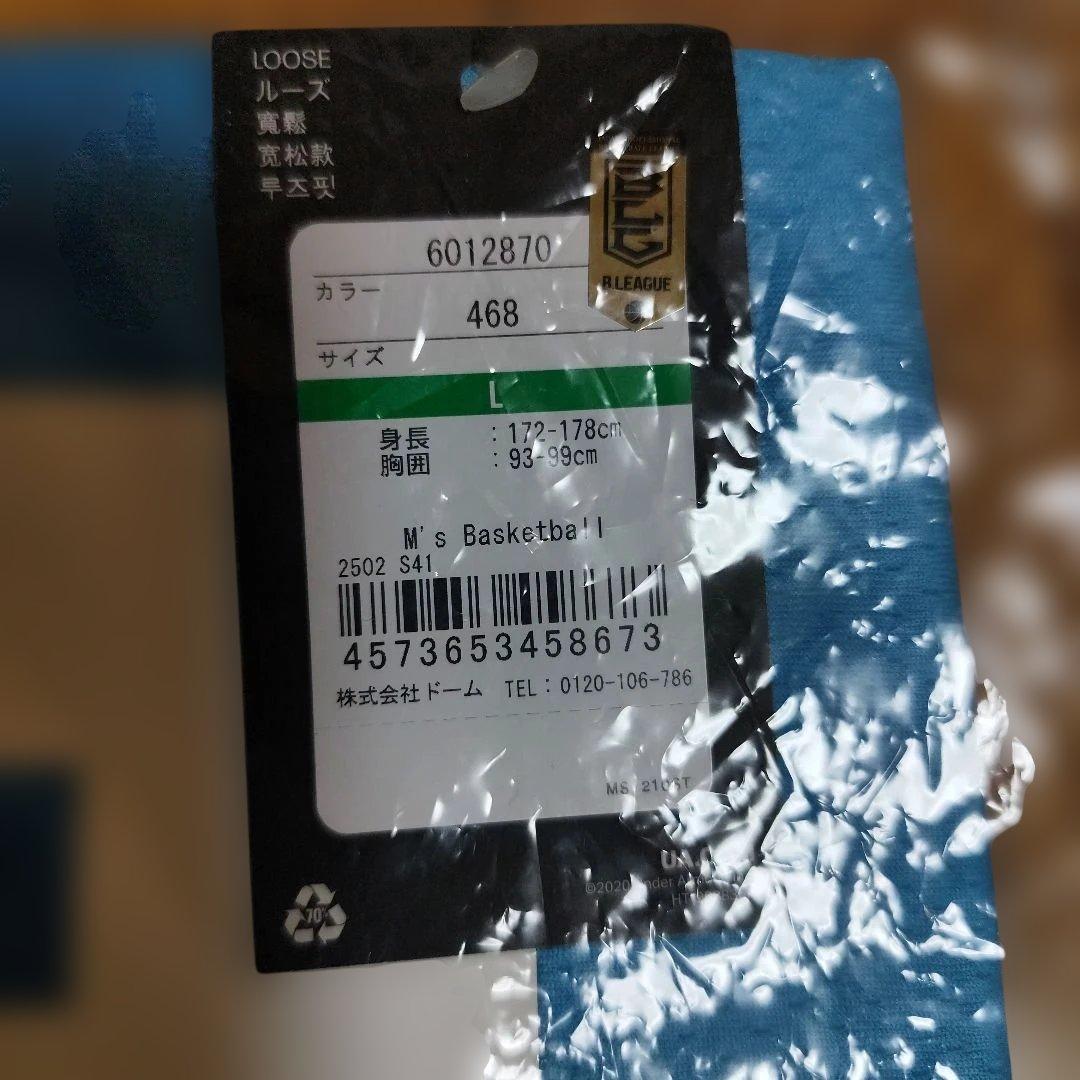 LOOSE
ルーズ
寬鬆
宽松款
루즈핏
B.LEAGUE
6012870
カラー
468
サイズ
L
身長 : 172-178cm
胸囲 : 93-99cm
M's Basketball
2502 S41
4573653458673
株式会社ドーム TEL：0120-106-786
70%
©2020